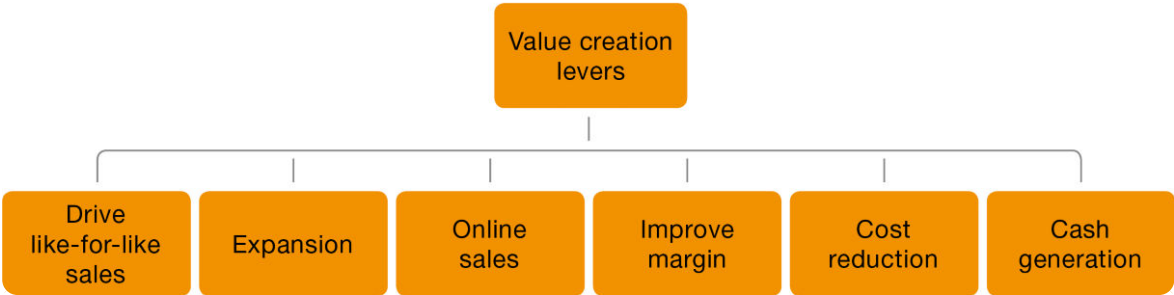 Value creation
levers
Drive
like-for-like
sales
Expansion
Online
sales
Improve
margin
Cost
reduction
Cash
generation